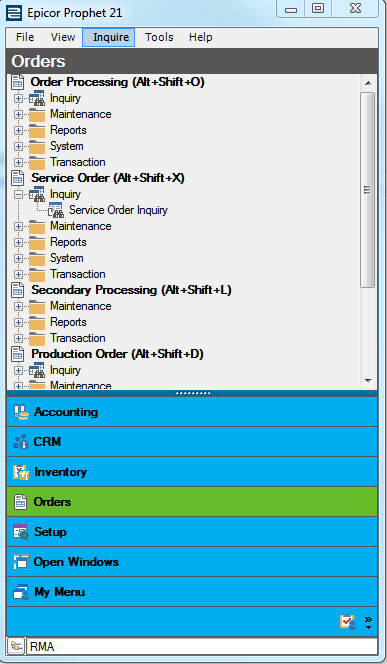 Epicor Prophet 21
File View Inquire Tools Help
Orders
Order Processing (Alt+Shift+O)
Inquiry
Maintenance
Reports
System
Transaction
Service Order (Alt+Shift+X)
Inquiry
Service Order Inquiry
Maintenance
Reports
System
Transaction
Secondary Processing (Alt+Shift+L)
Maintenance
Reports
Transaction
Production Order (Alt+Shift+D)
Inquiry
Maintenance
Accounting
CRM
Inventory
Orders
Setup
Open Windows
My Menu
RMA